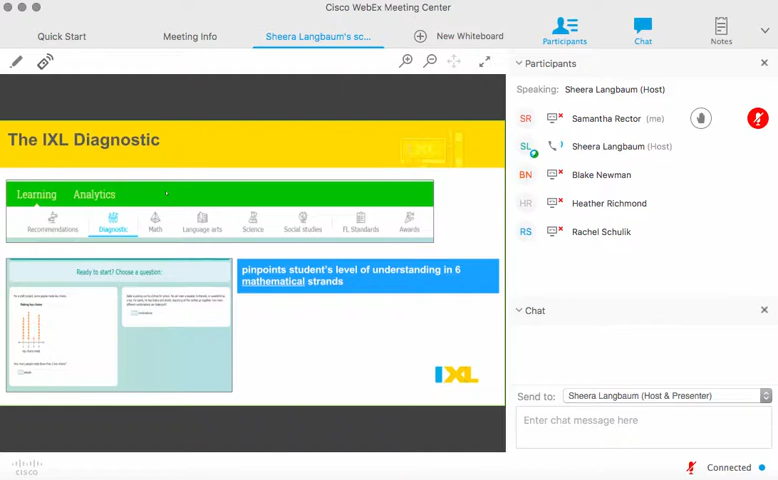 Cisco WebEx Meeting Center
Quick Start
Meeting Info
Sheera Langbaum's sc...
New Whiteboard
Participants
Chat
Notes
The IXL Diagnostic
Learning Analytics
Recommendations
Diagnostic
Math
Language arts
Science
Social studies
FL Standards
Awards
Ready to start? Choose a question:
pinpoints student's level of understanding in 6
mathematical strands
IXL
Participants
Speaking: Sheera Langbaum (Host)
SR Samantha Rector (me)
SL Sheera Langbaum (Host)
BN Blake Newman
HR Heather Richmond
RS Rachel Schulik
Chat
Send to: Sheera Langbaum (Host & Presenter)
Enter chat message here
CISCO
Connected